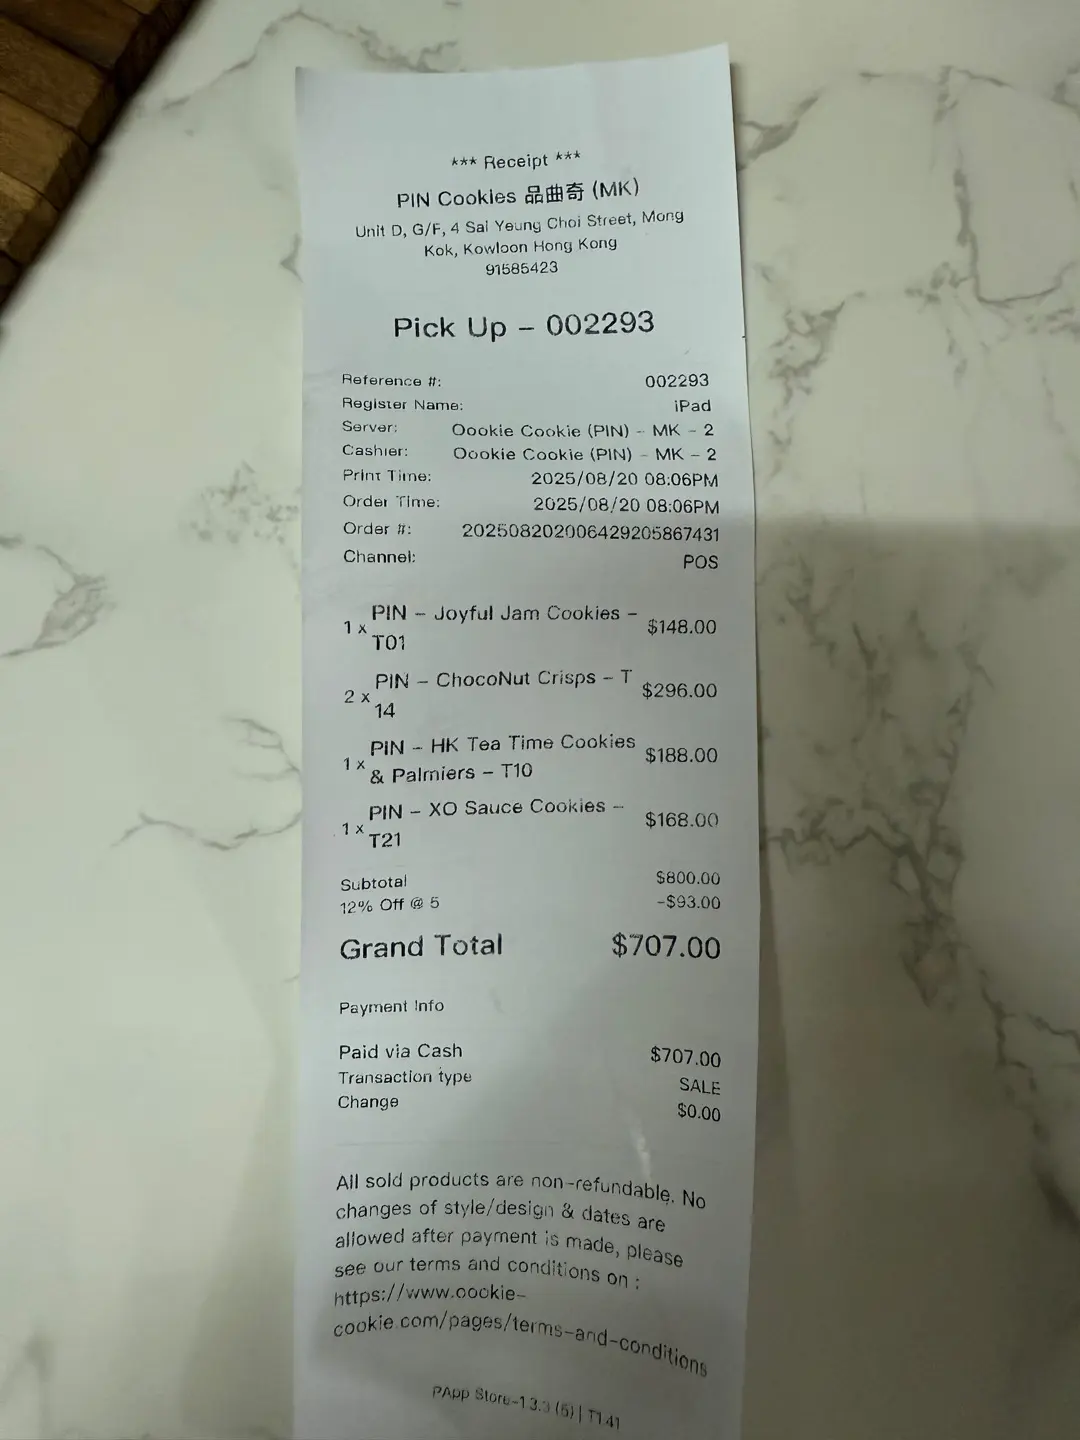 *** Receipt ***
PIN Cookies 品曲奇 (MK)
Unit D, G/F, 4 Sai Yeung Choi Street, Mong
Kok, Kowloon Hong Kong
91585423
Pick Up - 002293
Reference #: 002293
Register Name: iPad
Server: Oookie Cookie (PIN) - MK - 2
Cashier: Oookie Cookie (PIN) - MK - 2
Print Time: 2025/08/20 08:06PM
Order Time: 2025/08/20 08:06PM
Order #: 202508202006429205867431
Channel: POS
1 x PIN - Joyful Jam Cookies - $148.00
T01
2 x PIN - ChocoNut Crisps - T $296.00
14
1 x PIN - HK Tea Time Cookies $188.00
& Palmiers - T10
1 x PIN - XO Sauce Cookies - $168.00
T21
Subtotal $800.00
12% Off @ 5 -$93.00
Grand Total $707.00
Payment Info
Paid via Cash $707.00
Transaction type SALE
Change $0.00
All sold products are non-refundable. No
changes of style/design & dates are
allowed after payment is made, please
see our terms and conditions on :
https://www.oookie-
cookie.com/pages/terms-and-conditions
PApp Store-1.3.3 (5) | T1.41